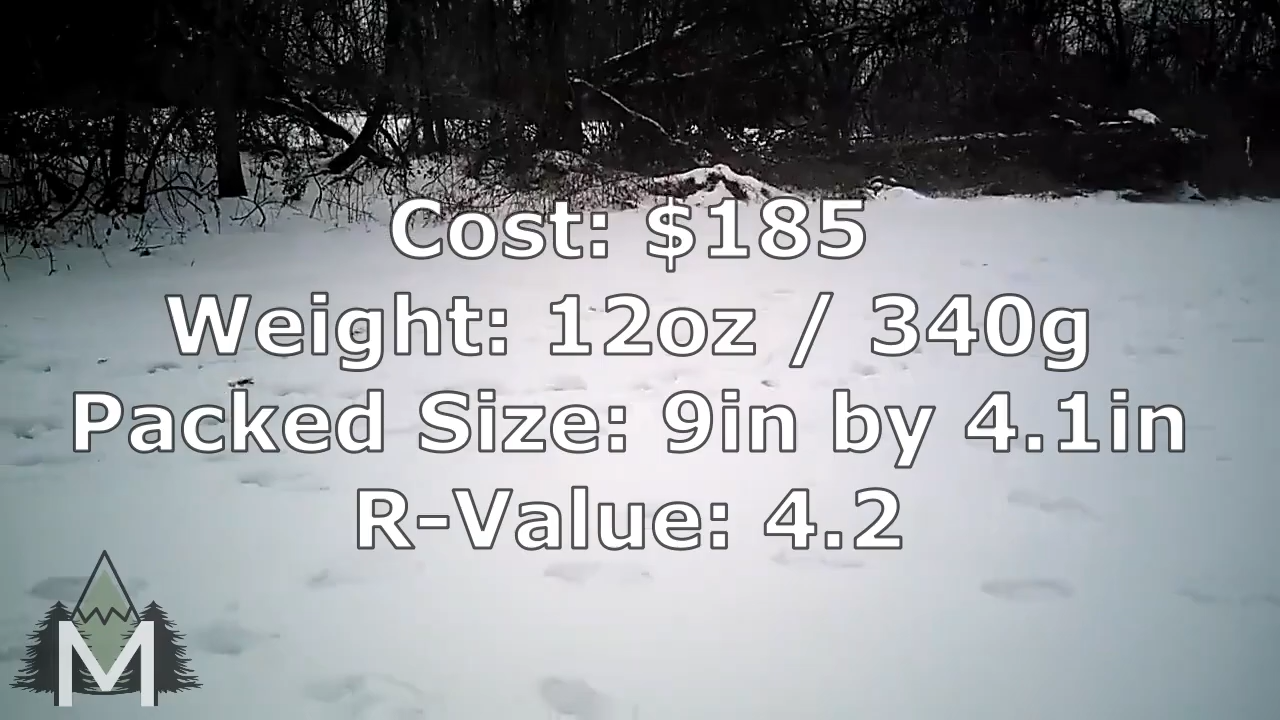 Cost: $185
Weight: 12oz / 340g
Packed Size: 9in by 4.1in
R-Value: 4.2
M